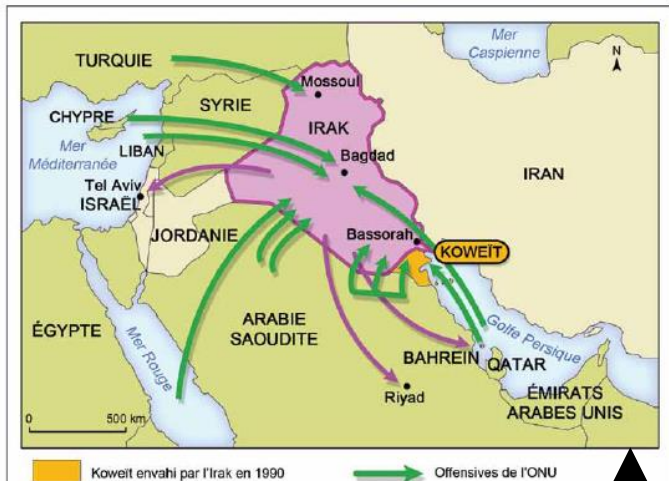 Mer
Caspienne
N
TURQUIE
Mossoul
SYRIE
CHYPRE
IRAK
Mer
Méditerranée
LIBAN
Bagdad
IRAN
Tel Aviv
ISRAËL
JORDANIE
Bassorah
KOWEÏT
ÉGYPTE
Mer Rouge
ARABIE
SAOUDITE
Golfe Persique
BAHREIN
QATAR
Riyad
ÉMIRATS
ARABES UNIS
0 500 km
Koweït envahi par l'Irak en 1990
Offensives de l'ONU